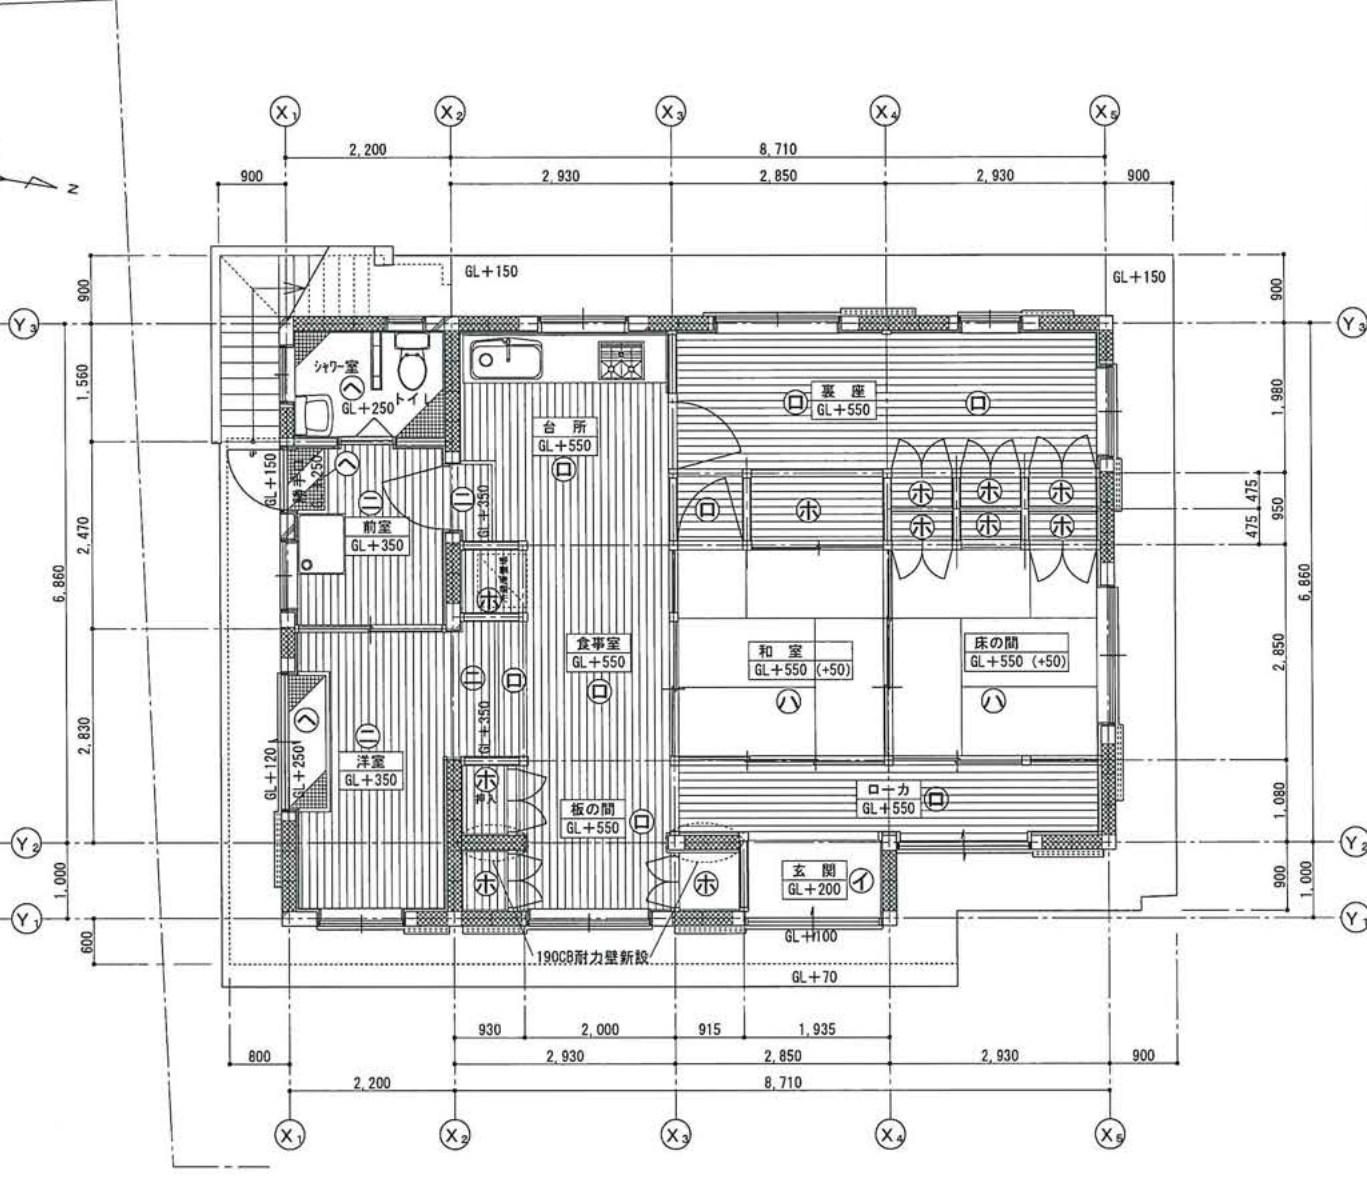 X1 X2 X3 X4 X5
2,200 8,710
900 2,930 2,850 2,930 900
N
GL+150 GL+150
900 900
Y3 Y3
シャワー室
トイレ
ヘ
GL+250
1,560
台所
GL+550
ロ
裏座
GL+550
ロ ロ
1,980
GL+150
勝手口
GL+250
ヘ
ニ
前室
GL+350
ニ
GL+350
ロ ホ
ホ ホ ホ
ホ ホ ホ
475
475
950
2,470
6,860
6,860
ホ
食事室
GL+550
ロ
和室
GL+550 (+50)
ハ
床の間
GL+550 (+50)
ハ
2,850
ニ ロ
GL+350
ヘ
GL+120
GL+250
ニ
洋室
GL+350
2,830
ホ
押入
板の間
GL+550
ロ
ローカ
GL+550
ロ
1,080
Y2 Y2
ホ ホ
玄関
GL+200
イ
1,000 900 1,000
Y1 Y1
GL+100
190CB耐力壁新設
600
GL+70
930 2,000 915 1,935
800 2,930 2,850 2,930 900
2,200 8,710
X1 X2 X3 X4 X5